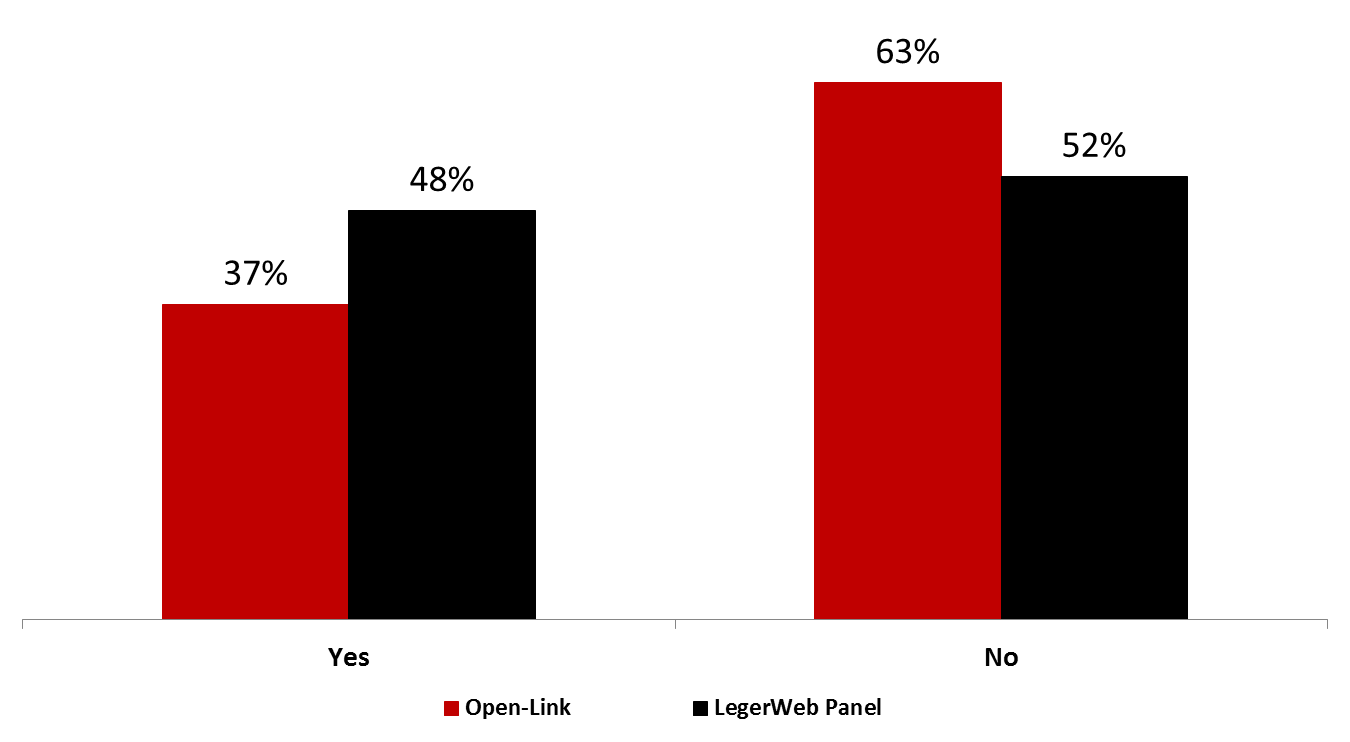 63%
52%
48%
37%
Yes No
Open-Link LegerWeb Panel